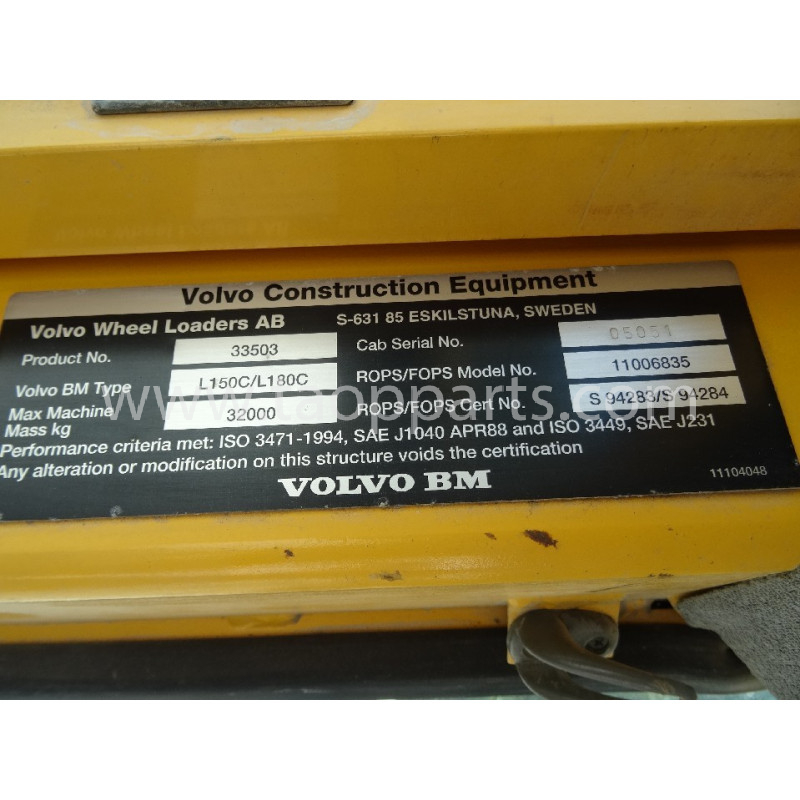 Volvo Construction Equipment
Volvo Wheel Loaders AB S-631 85 ESKILSTUNA, SWEDEN
Product No. 33503 Cab Serial No. 05051
Volvo BM Type L150C/L180C ROPS/FOPS Model No. 11006835
Max Machine Mass kg 32000 ROPS/FOPS Cert No. S 94283/S 94284
Performance criteria met: ISO 3471-1994, SAE J1040 APR88 and ISO 3449, SAE J231
Any alteration or modification on this structure voids the certification
VOLVO BM 11104048
www.taopparts.com